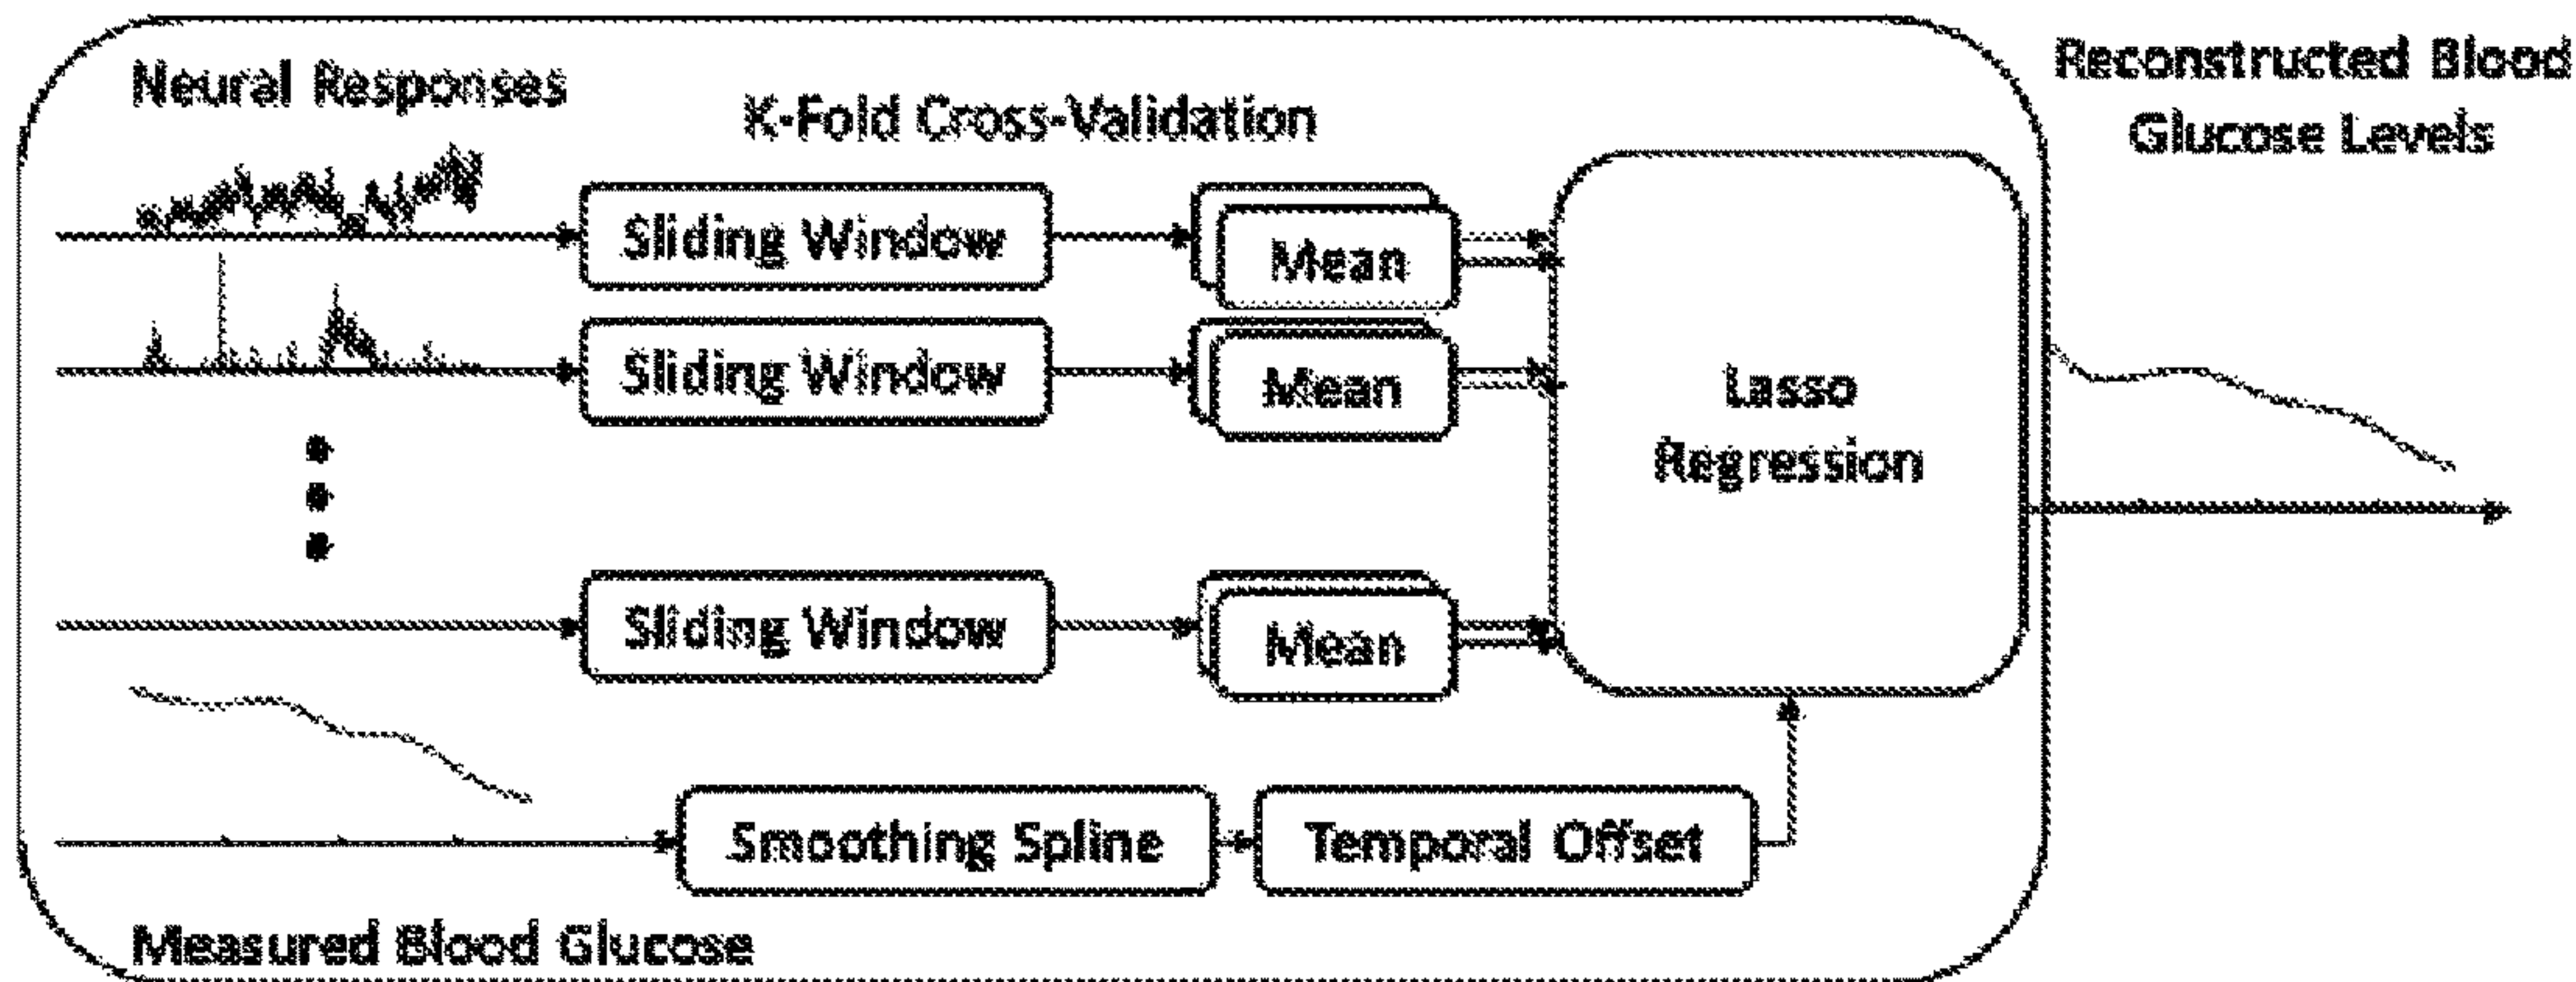 Neural Responses
K-Fold Cross-Validation
Reconstructed Blood
Glucose Levels
Sliding Window
Mean
Sliding Window
Mean
Lasso
Regression
Sliding Window
Mean
Smoothing Spline
Temporal Offset
Measured Blood Glucose